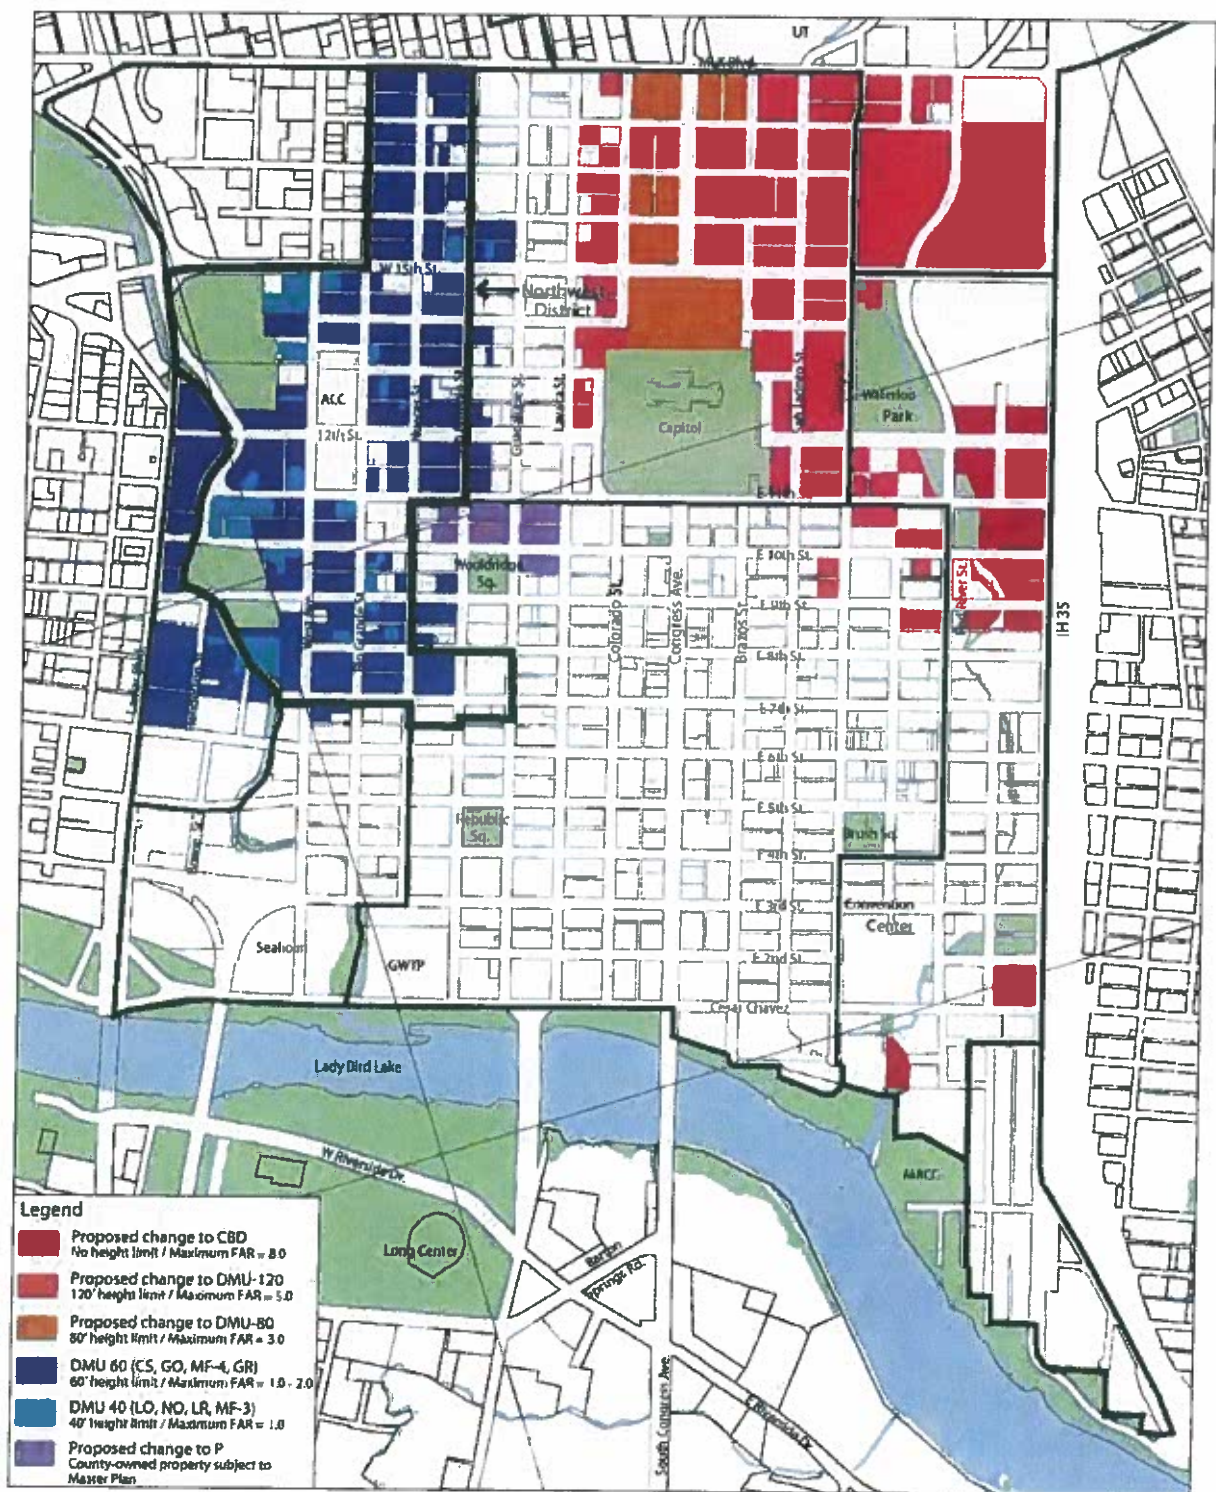 UT
MLK Blvd.
W 15th St.
Northwest
District
ACC
12th St.
Guadalupe St.
Lavaca St.
Capitol
San Jacinto St.
Waterloo
Park
E 11th St.
Wooldridge
Sq.
E 10th St.
Colorado St.
Congress Ave.
Brazos St.
E 9th St.
Red River St.
IH 35
Rio Grande St.
E 8th St.
E 7th St.
E 6th St.
E 5th St.
Republic
Sq.
Brush Sq.
E 4th St.
E 3rd St.
Convention
Center
Seaholm
GWTP
E 2nd St.
Cesar Chavez
Lady Bird Lake
W Riverside Dr.
MACC
Long Center
Barton
Springs Rd.
South Congress Ave.
E Riverside Dr.
Legend
Proposed change to CBD
No height limit / Maximum FAR = 8.0
Proposed change to DMU-120
120' height limit / Maximum FAR = 5.0
Proposed change to DMU-80
80' height limit / Maximum FAR = 3.0
DMU 60 (CS, GO, MF-4, GR)
60' height limit / Maximum FAR = 1.0 - 2.0
DMU 40 (LO, NO, LR, MF-3)
40' height limit / Maximum FAR = 1.0
Proposed change to P
County-owned property subject to
Master Plan